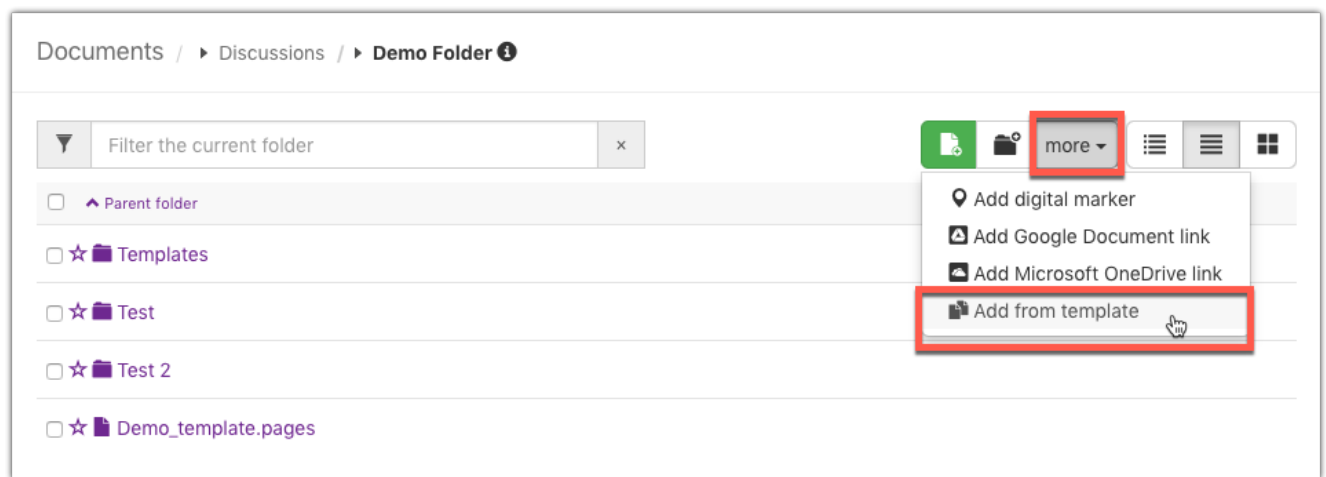 Documents / Discussions / Demo Folder
Filter the current folder ×
more
Parent folder
Add digital marker
Add Google Document link
Add Microsoft OneDrive link
Add from template
Templates
Test
Test 2
Demo_template.pages